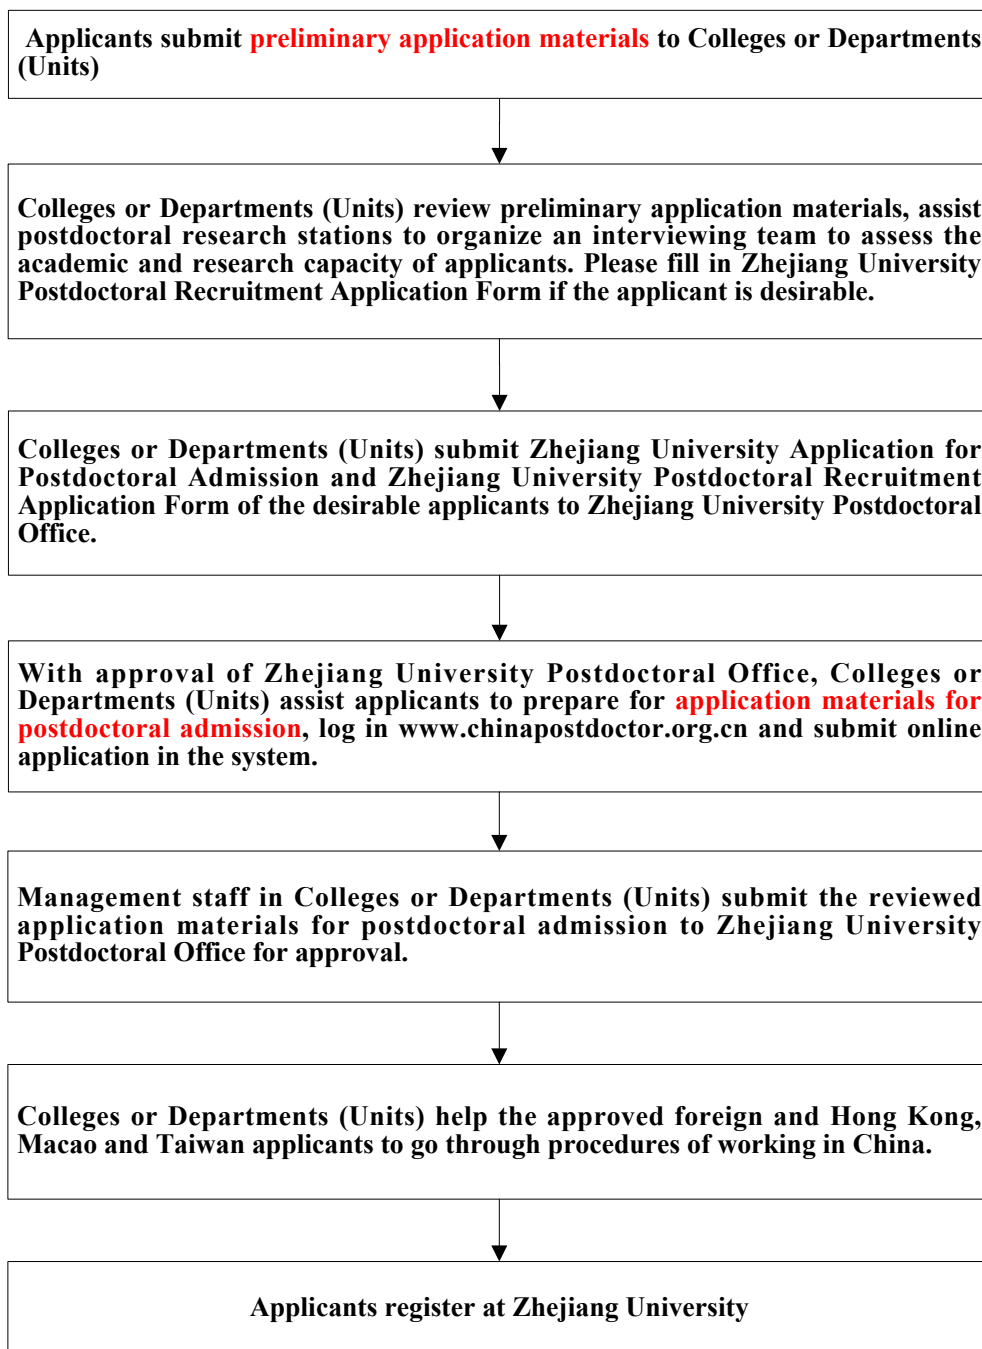 Applicants submit preliminary application materials to Colleges or Departments
(Units)
Colleges or Departments (Units) review preliminary application materials, assist
postdoctoral research stations to organize an interviewing team to assess the
academic and research capacity of applicants. Please fill in Zhejiang University
Postdoctoral Recruitment Application Form if the applicant is desirable.
Colleges or Departments (Units) submit Zhejiang University Application for
Postdoctoral Admission and Zhejiang University Postdoctoral Recruitment
Application Form of the desirable applicants to Zhejiang University Postdoctoral
Office.
With approval of Zhejiang University Postdoctoral Office, Colleges or
Departments (Units) assist applicants to prepare for application materials for
postdoctoral admission, log in www.chinapostdoctor.org.cn and submit online
application in the system.
Management staff in Colleges or Departments (Units) submit the reviewed
application materials for postdoctoral admission to Zhejiang University
Postdoctoral Office for approval.
Colleges or Departments (Units) help the approved foreign and Hong Kong,
Macao and Taiwan applicants to go through procedures of working in China.
Applicants register at Zhejiang University